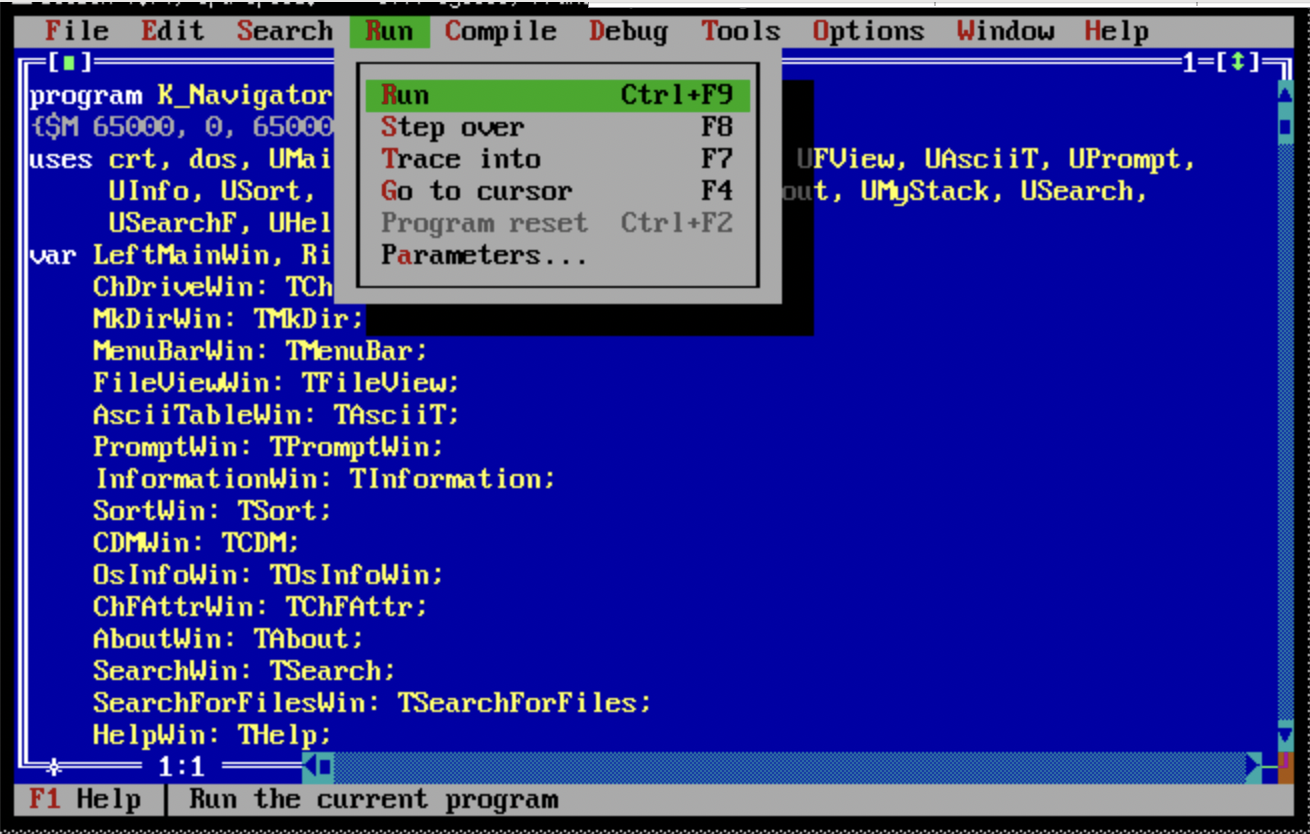 File Edit Search Run Compile Debug Tools Options Window Help
1
program K_Navigator
{$M 65000, 0, 65000
uses crt, dos, UMai UFView, UAsciiT, UPrompt,
UInfo, USort, out, UMyStack, USearch,
USearchF, UHel
var LeftMainWin, Ri
ChDriveWin: TCh
MkDirWin: TMkDir;
MenuBarWin: TMenuBar;
FileViewWin: TFileView;
AsciiTableWin: TAsciiT;
PromptWin: TPromptWin;
InformationWin: TInformation;
SortWin: TSort;
CDMWin: TCDM;
OsInfoWin: TOsInfoWin;
ChFAttrWin: TChFAttr;
AboutWin: TAbout;
SearchWin: TSearch;
SearchForFilesWin: TSearchForFiles;
HelpWin: THelp;
Run Ctrl+F9
Step over F8
Trace into F7
Go to cursor F4
Program reset Ctrl+F2
Parameters...
1:1
F1 Help | Run the current program